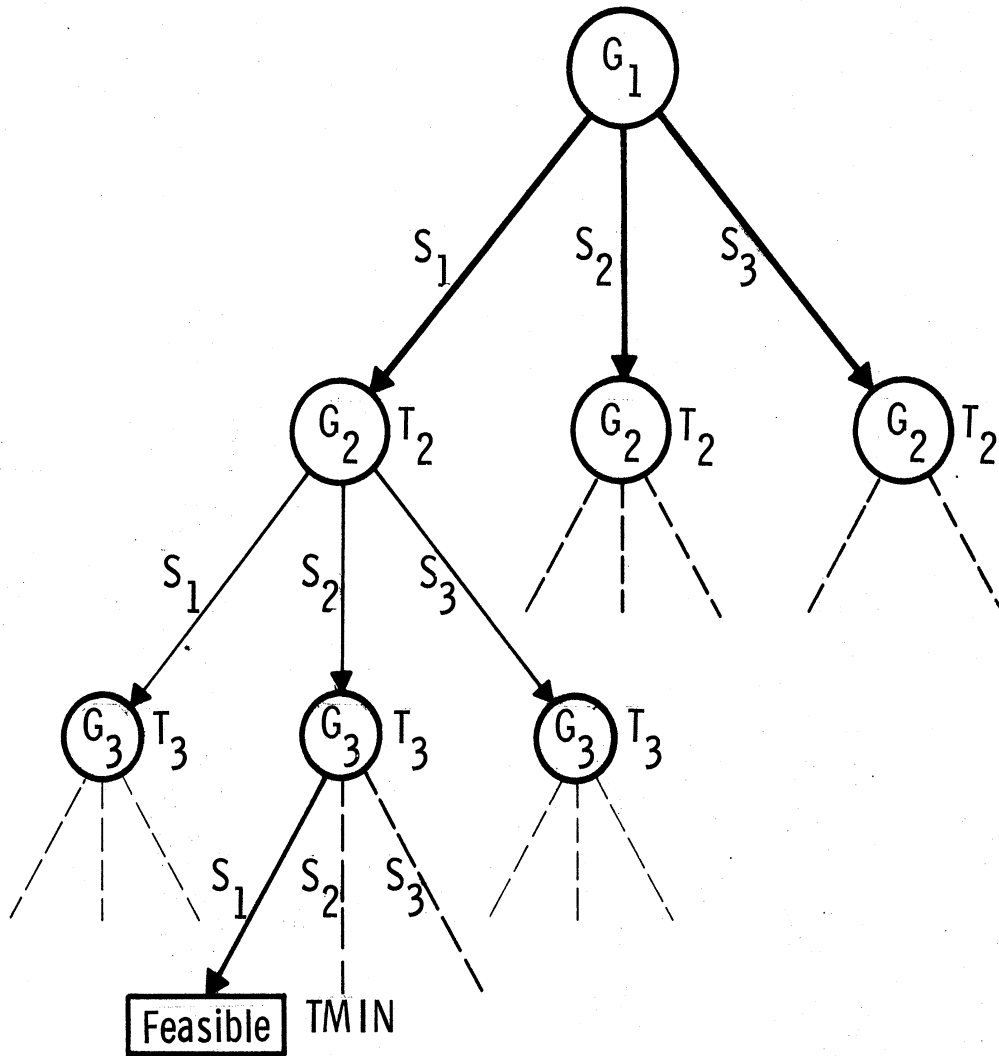 G1
S1 S2 S3
G2 T2 G2 T2 G2 T2
S1 S2 S3
G3 T3 G3 T3 G3 T3
S1 S2 S3
Feasible TMIN